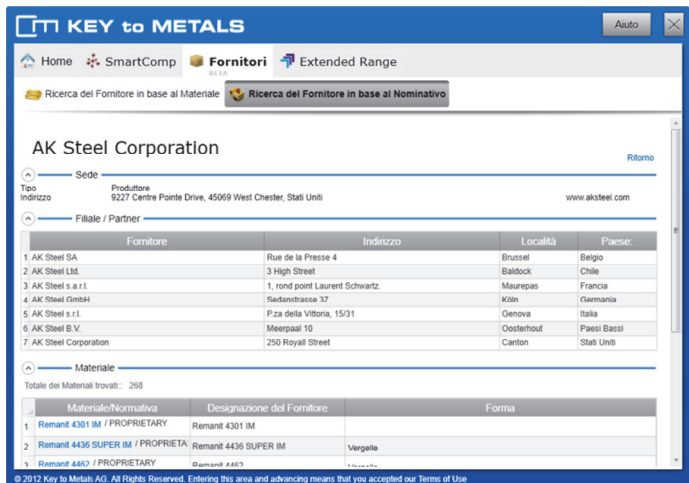 KEY to METALS
Aiuto
Home SmartComp Fornitori Extended Range
BETA
Ricerca del Fornitore in base al Materiale Ricerca del Fornitore in base al Nominativo
AK Steel Corporation
Ritorno
Sede
Tipo Produttore
Indirizzo 9227 Centre Pointe Drive, 45069 West Chester, Stati Uniti www.aksteel.com
Filiale / Partner
Fornitore Indirizzo Località Paese:
1 AK Steel SA Rue de la Presse 4 Brussel Belgio
2 AK Steel Ltd. 3 High Street Baldock Chile
3 AK Steel s.a.r.l. 1, rond point Laurent Schwartz. Maurepas Francia
4 AK Steel GmbH Sedanstrasse 37 Köln Germania
5 AK Steel s.r.l. P.za della Vittoria, 15/31 Genova Italia
6 AK Steel B.V. Meerpaal 10 Oosterhout Paesi Bassi
7 AK Steel Corporation 250 Royall Street Canton Stati Uniti
Materiale
Totale dei Materiali trovati:: 268
Materiale/Normativa Designazione del Fornitore Forma
1 Remanit 4301 IM / PROPRIETARY Remanit 4301 IM
2 Remanit 4436 SUPER IM / PROPRIETA Remanit 4436 SUPER IM Vergelle
3 Remanit 4462 / PROPRIETARY Remanit 4462 Vergelle
© 2012 Key to Metals AG. All Rights Reserved. Entering this area and advancing means that you accepted our Terms of Use